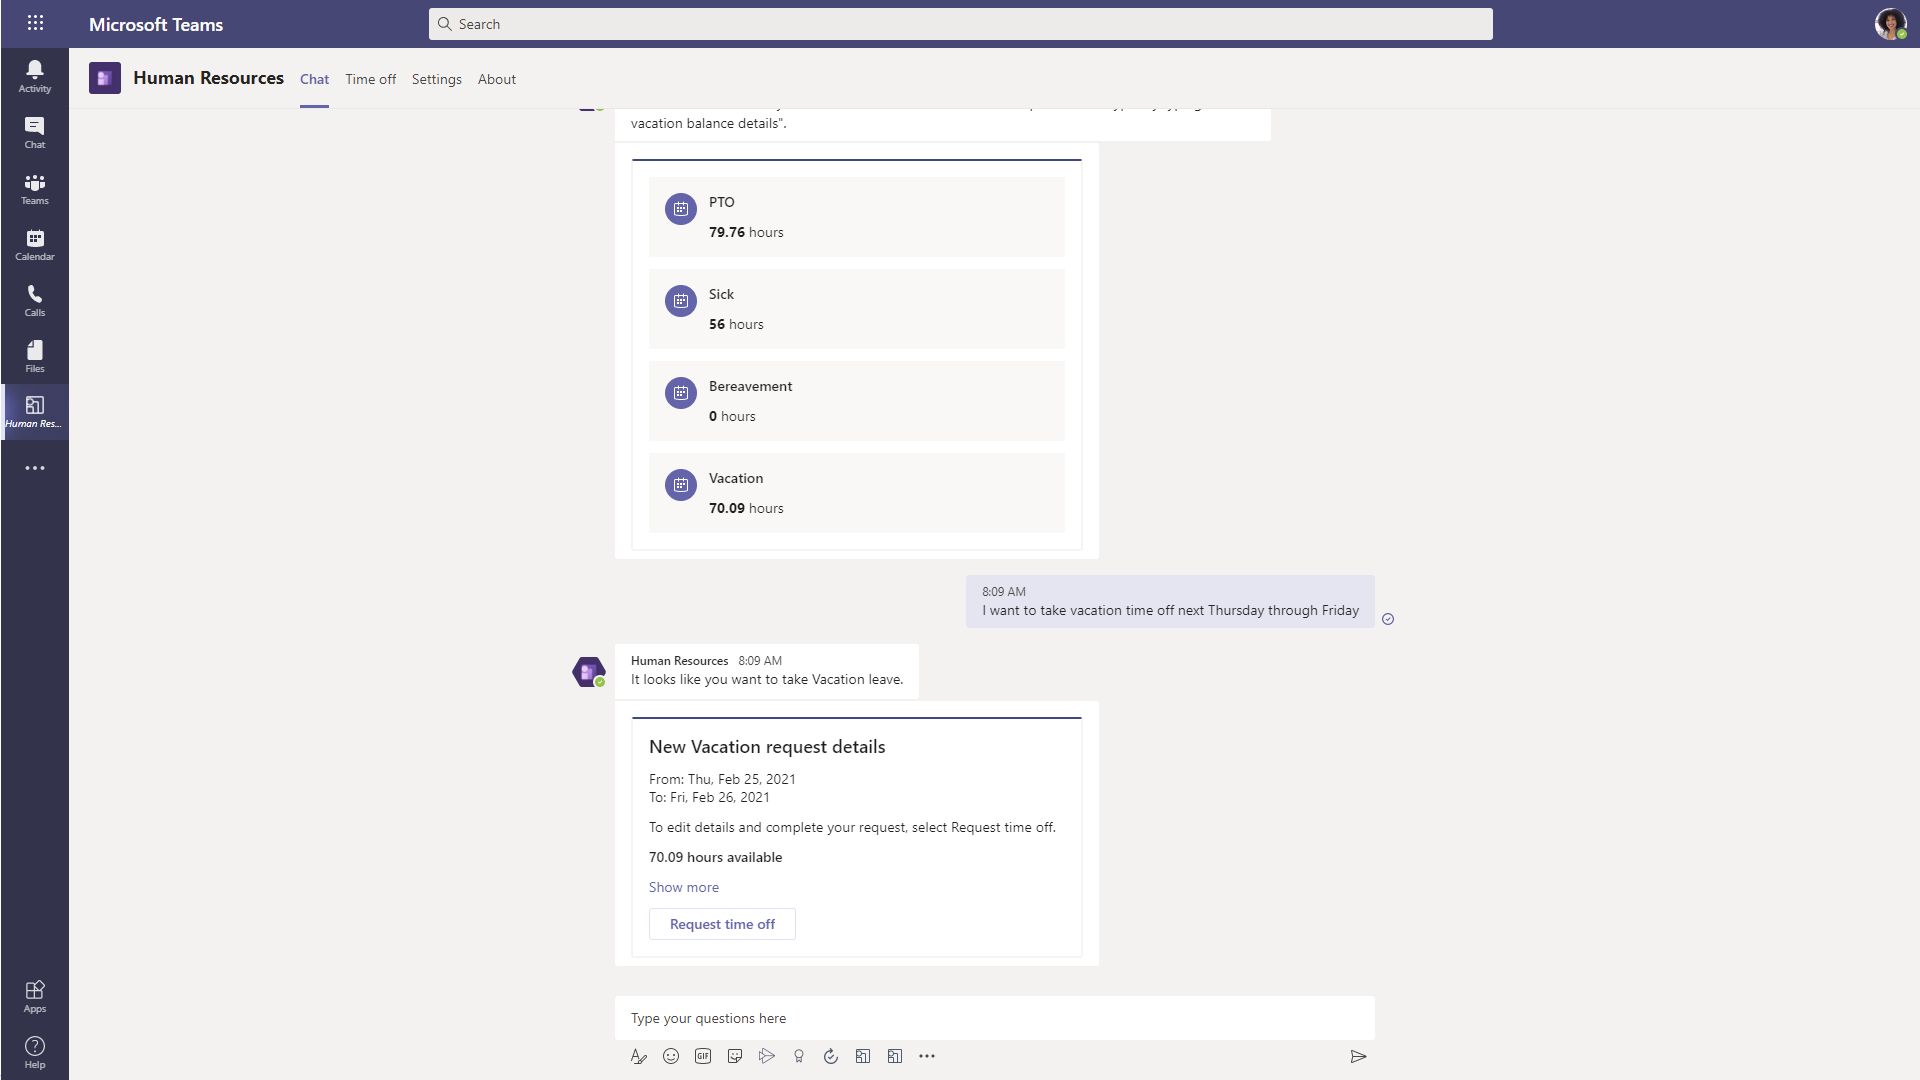 Microsoft Teams
Search
Activity
Chat
Teams
Calendar
Calls
Files
Human Res...
Apps
Help
Human Resources
Chat
Time off
Settings
About
vacation balance details".
PTO
79.76 hours
Sick
56 hours
Bereavement
0 hours
Vacation
70.09 hours
8:09 AM
I want to take vacation time off next Thursday through Friday
Human Resources 8:09 AM
It looks like you want to take Vacation leave.
New Vacation request details
From: Thu, Feb 25, 2021
To: Fri, Feb 26, 2021
To edit details and complete your request, select Request time off.
70.09 hours available
Show more
Request time off
Type your questions here
GIF